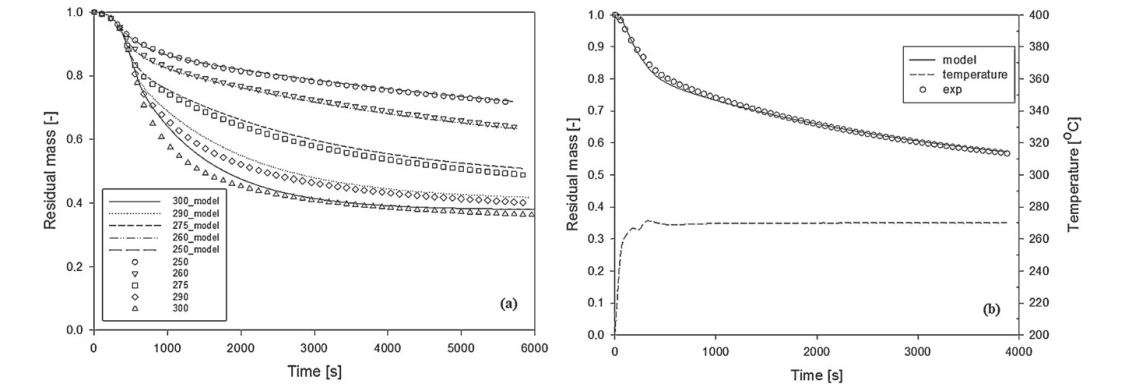 1.0
0.8
0.6
0.4
0.2
0.0
Residual mass [-]
300_model
290_model
275_model
260_model
250_model
250
260
275
290
300
(a)
0 1000 2000 3000 4000 5000 6000
Time [s]
1.0
0.9
0.8
0.7
0.6
0.5
0.4
0.3
0.2
0.1
0.0
Residual mass [-]
model
temperature
exp
(b)
400
380
360
340
320
300
280
260
240
220
200
Temperature [°C]
0 1000 2000 3000 4000
Time [s]